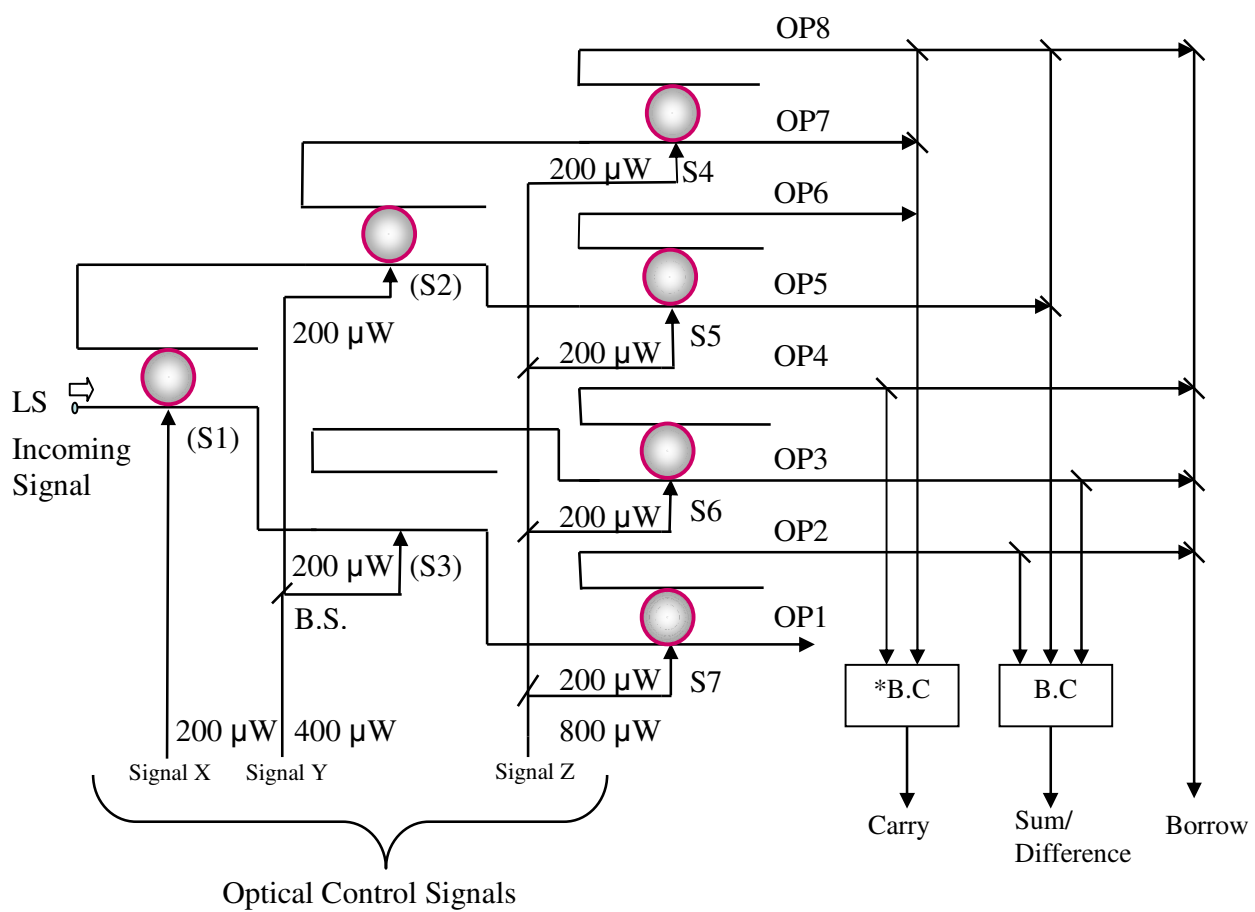 OP8
OP7
200 µW
S4
OP6
(S2)
OP5
200 µW
S5
200 µW
OP4
LS
Incoming
Signal
(S1)
OP3
200 µW
S6
OP2
200 µW
(S3)
B.S.
OP1
200 µW
S7
*B.C
B.C
200 µW
400 µW
800 µW
Signal X
Signal Y
Signal Z
Carry
Sum/
Difference
Borrow
Optical Control Signals